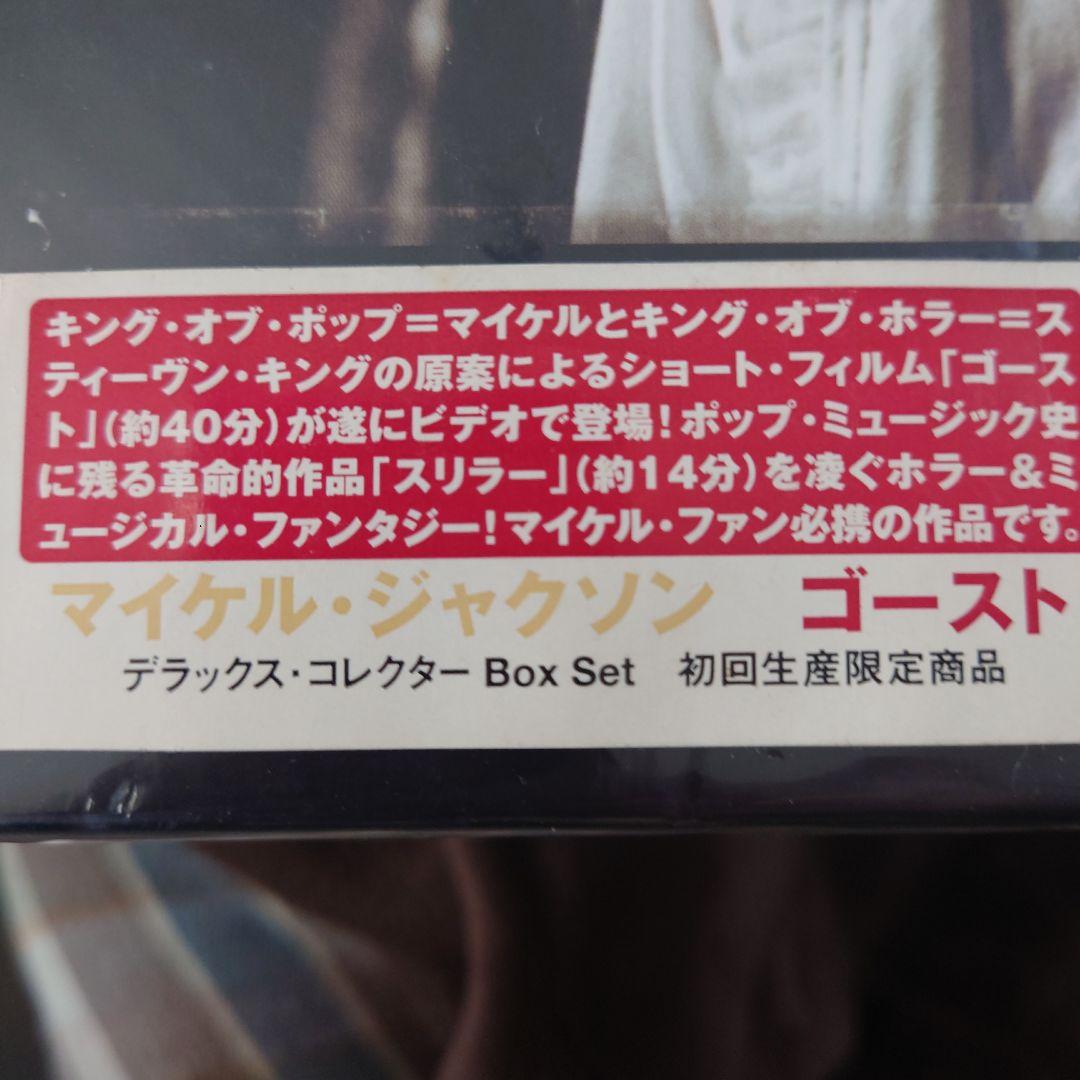 キング・オブ・ポップ=マイケルとキング・オブ・ホラー=ス
ティーヴン・キングの原案によるショート・フィルム「ゴース
ト」(約40分)が遂にビデオで登場!ポップ・ミュージック史
に残る革命的作品「スリラー」(約14分)を凌ぐホラー&ミ
ュージカル・ファンタジー!マイケル・ファン必携の作品です。
マイケル・ジャクソン　ゴースト
デラックス・コレクター Box Set　初回生産限定商品